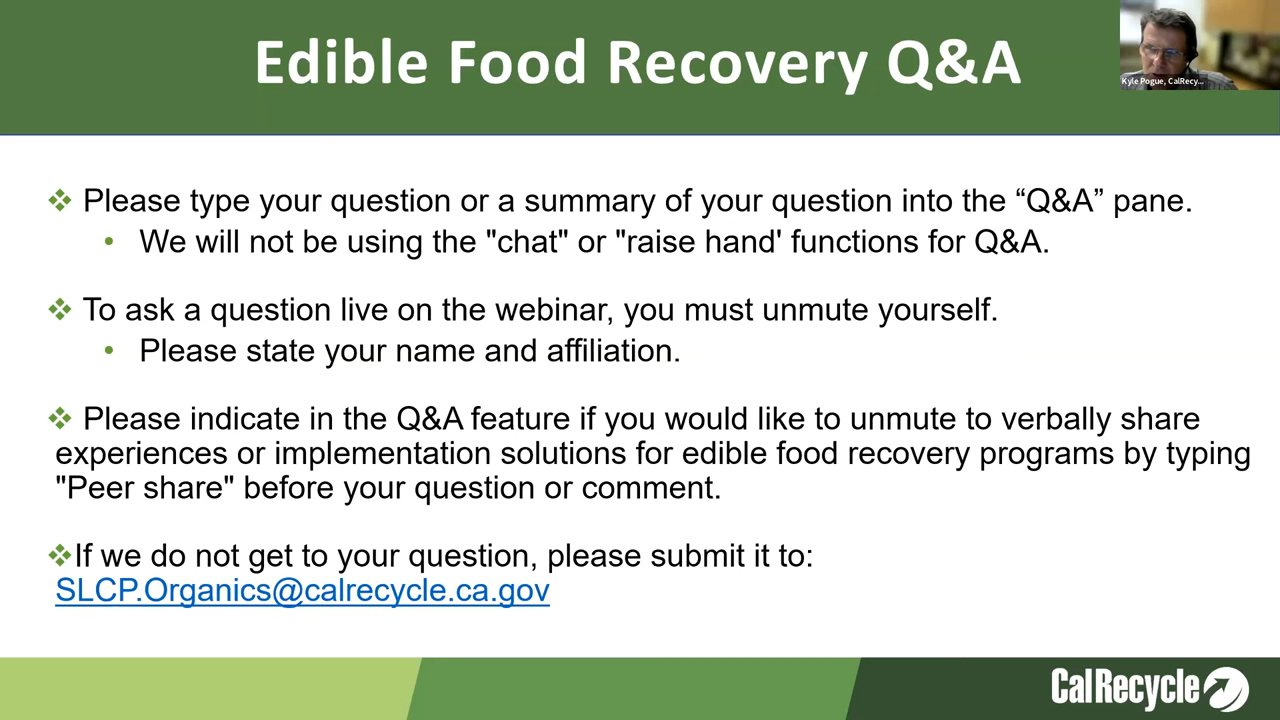 Edible Food Recovery Q&A
Kyle Pogue, CalRecy...
Please type your question or a summary of your question into the “Q&A” pane.
We will not be using the "chat" or "raise hand' functions for Q&A.
To ask a question live on the webinar, you must unmute yourself.
Please state your name and affiliation.
Please indicate in the Q&A feature if you would like to unmute to verbally share
experiences or implementation solutions for edible food recovery programs by typing
"Peer share" before your question or comment.
If we do not get to your question, please submit it to:
SLCP.Organics@calrecycle.ca.gov
CalRecycle